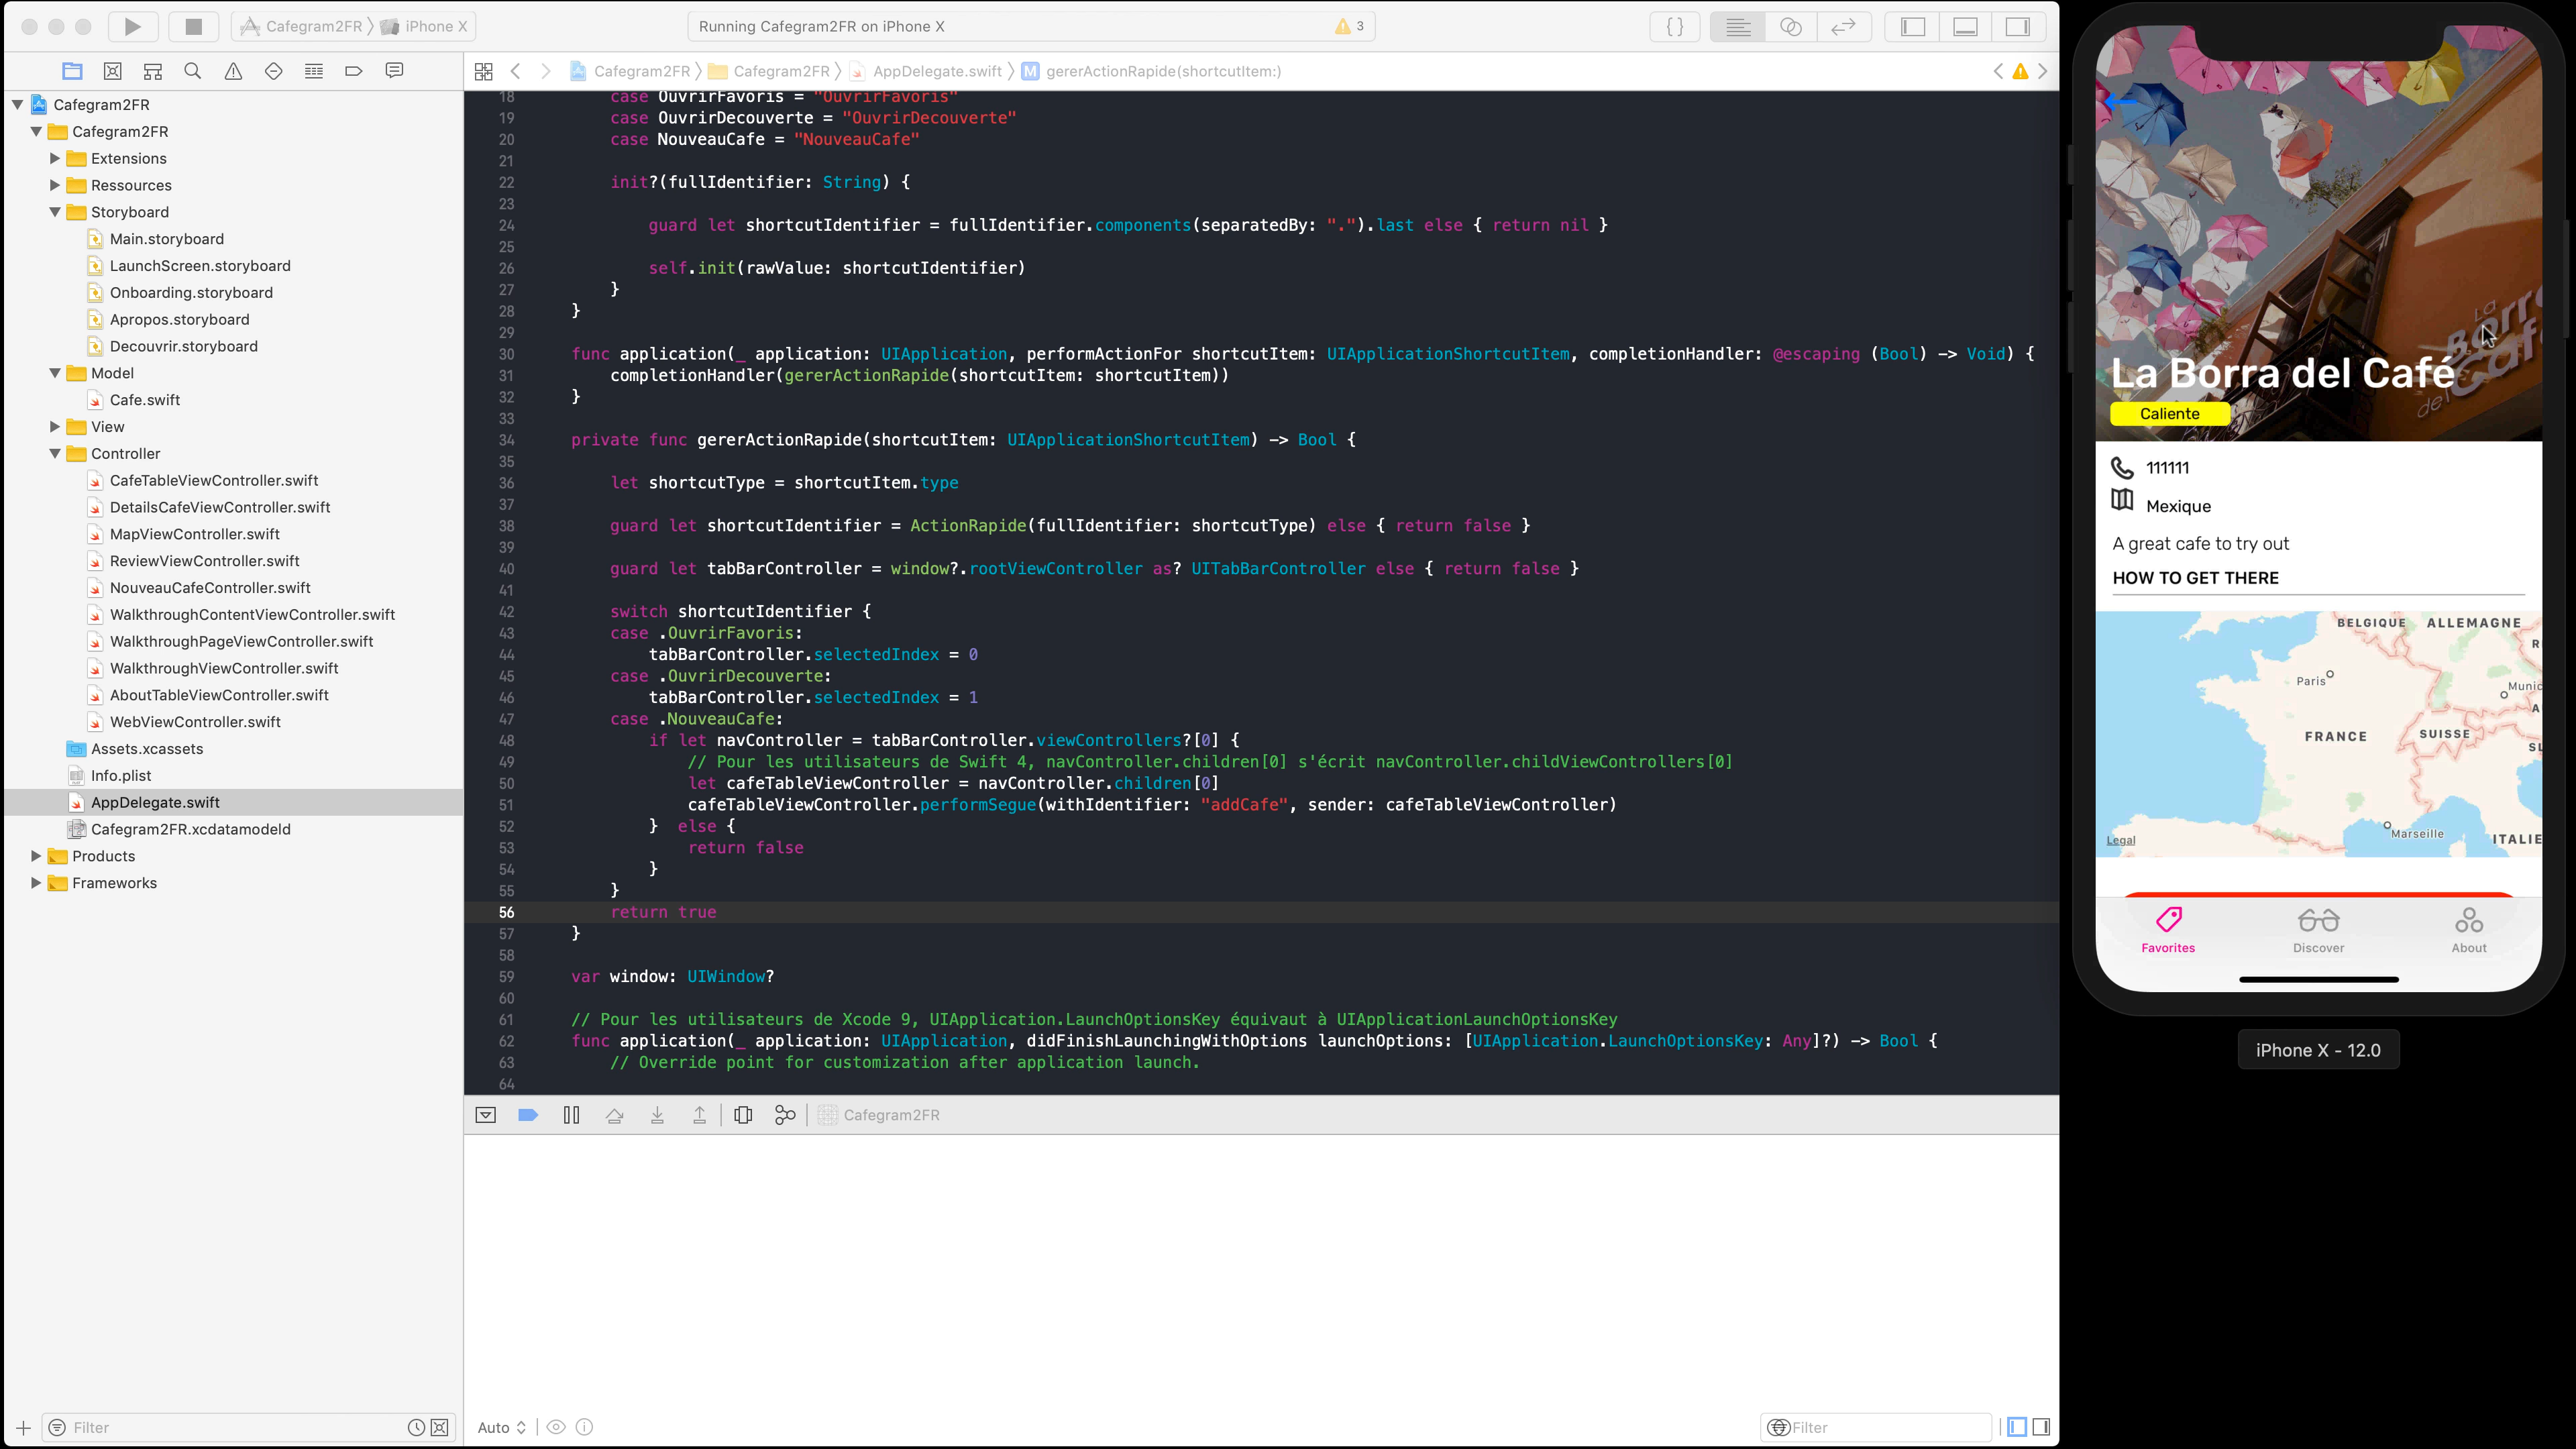 Cafegram2FR
iPhone X
Running Cafegram2FR on iPhone X
3
Cafegram2FR
Cafegram2FR
Extensions
Ressources
Storyboard
Main.storyboard
LaunchScreen.storyboard
Onboarding.storyboard
Apropos.storyboard
Decouvrir.storyboard
Model
Cafe.swift
View
Controller
CafeTableViewController.swift
DetailsCafeViewController.swift
MapViewController.swift
ReviewViewController.swift
NouveauCafeController.swift
WalkthroughContentViewController.swift
WalkthroughPageViewController.swift
WalkthroughViewController.swift
AboutTableViewController.swift
WebViewController.swift
Assets.xcassets
Info.plist
AppDelegate.swift
Cafegram2FR.xcdatamodeld
Products
Frameworks
Filter
Cafegram2FR
Cafegram2FR
AppDelegate.swift
M
gererActionRapide(shortcutItem:)
18 case OuvrirFavoris = "OuvrirFavoris"
19 case OuvrirDecouverte = "OuvrirDecouverte"
20 case NouveauCafe = "NouveauCafe"
21
22 init?(fullIdentifier: String) {
23
24 guard let shortcutIdentifier = fullIdentifier.components(separatedBy: ".").last else { return nil }
25
26 self.init(rawValue: shortcutIdentifier)
27 }
28 }
29
30 func application(_ application: UIApplication, performActionFor shortcutItem: UIApplicationShortcutItem, completionHandler: @escaping (Bool) -> Void) {
31 completionHandler(gererActionRapide(shortcutItem: shortcutItem))
32 }
33
34 private func gererActionRapide(shortcutItem: UIApplicationShortcutItem) -> Bool {
35
36 let shortcutType = shortcutItem.type
37
38 guard let shortcutIdentifier = ActionRapide(fullIdentifier: shortcutType) else { return false }
39
40 guard let tabBarController = window?.rootViewController as? UITabBarController else { return false }
41
42 switch shortcutIdentifier {
43 case .OuvrirFavoris:
44 tabBarController.selectedIndex = 0
45 case .OuvrirDecouverte:
46 tabBarController.selectedIndex = 1
47 case .NouveauCafe:
48 if let navController = tabBarController.viewControllers?[0] {
49 // Pour les utilisateurs de Swift 4, navController.children[0] s'écrit navController.childViewControllers[0]
50 let cafeTableViewController = navController.children[0]
51 cafeTableViewController.performSegue(withIdentifier: "addCafe", sender: cafeTableViewController)
52 } else {
53 return false
54 }
55 }
56 return true
57 }
58
59 var window: UIWindow?
60
61 // Pour les utilisateurs de Xcode 9, UIApplication.LaunchOptionsKey équivaut à UIApplicationLaunchOptionsKey
62 func application(_ application: UIApplication, didFinishLaunchingWithOptions launchOptions: [UIApplication.LaunchOptionsKey: Any]?) -> Bool {
63 // Override point for customization after application launch.
64
Cafegram2FR
Auto
Filter
La Borra del Café
Caliente
111111
Mexique
A great cafe to try out
HOW TO GET THERE
BELGIQUE
ALLEMAGNE
Paris
Munic
FRANCE
SUISSE
SL
Marseille
ITALIE
Legal
Favorites
Discover
About
iPhone X - 12.0